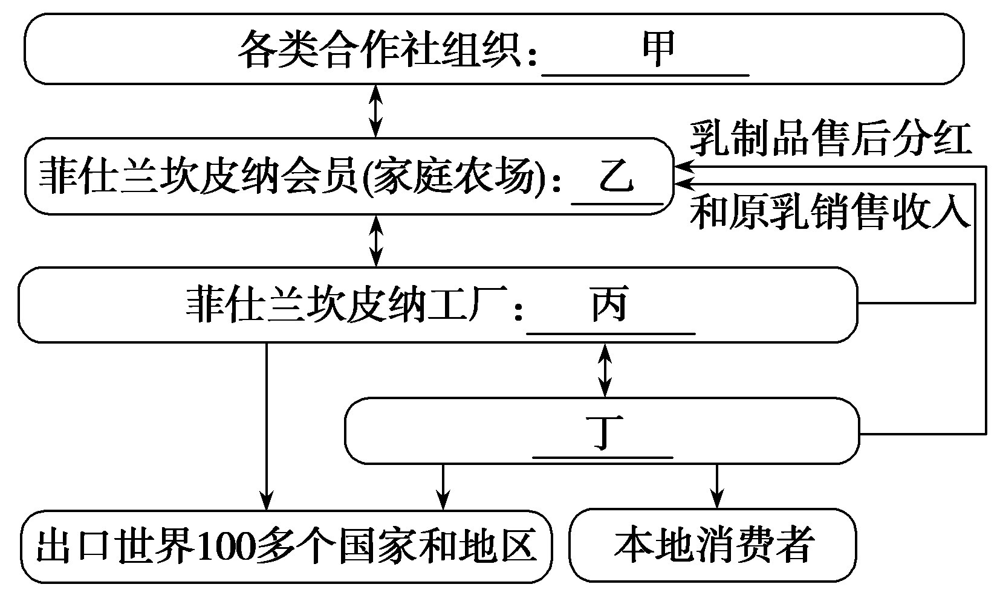 各类合作社组织：甲
乳制品售后分红
菲仕兰坎皮纳会员(家庭农场)：乙
和原乳销售收入
菲仕兰坎皮纳工厂：丙
丁
出口世界100多个国家和地区
本地消费者